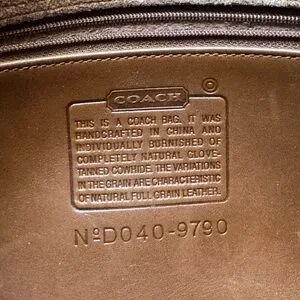 COACH ©
THIS IS A COACH BAG. IT WAS
HANDCRAFTED IN CHINA AND
INDIVIDUALLY BURNISHED OF
COMPLETELY NATURAL GLOVE-
TANNED COWHIDE. THE VARIATIONS
IN THE GRAIN ARE CHARACTERISTIC
OF NATURAL FULL GRAIN LEATHER.
NºD040-9790